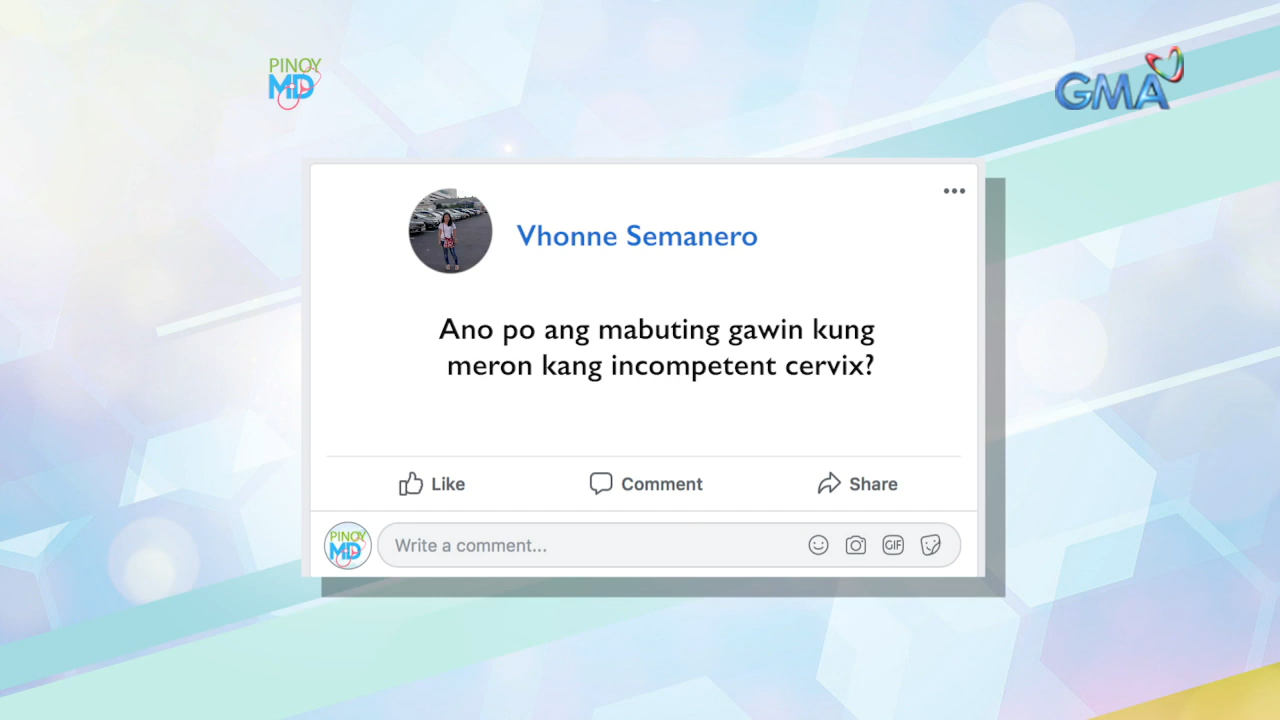 PINOY
MD
GMA
Vhonne Semanero
Ano po ang mabuting gawin kung
meron kang incompetent cervix?
Like
Comment
Share
PINOY
MD
Write a comment...
GIF